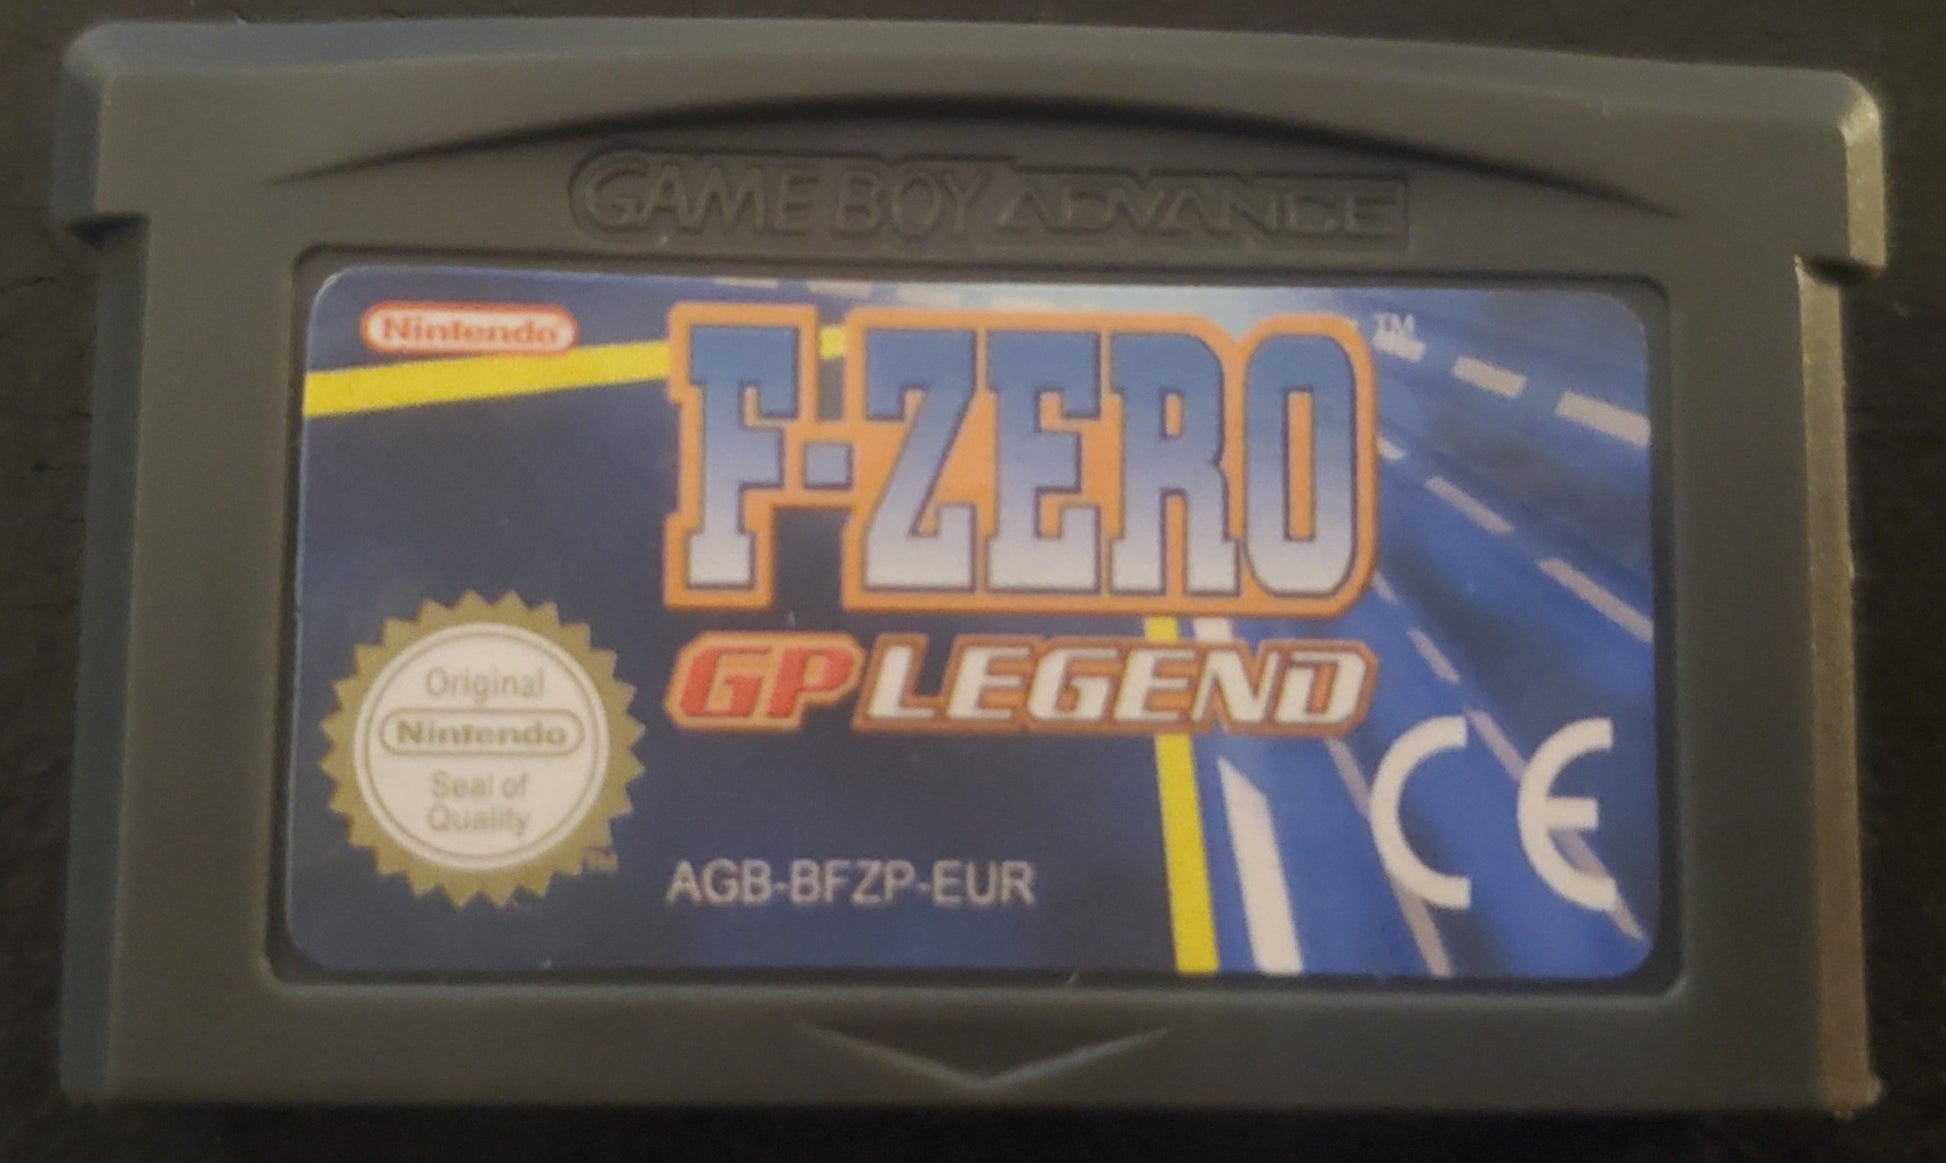 GAME BOY ADVANCE
Nintendo
F-ZERO
TM
GP LEGEND
Original
Nintendo
Seal of
Quality
TM
AGB-BFZP-EUR
CE